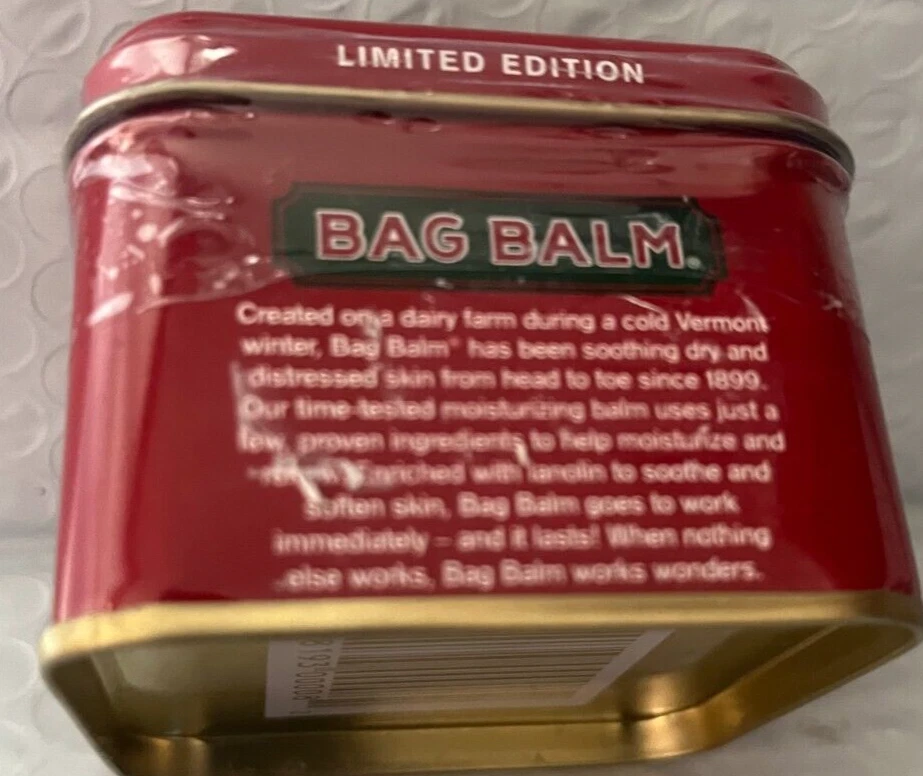 LIMITED EDITION
BAG BALM®
Created on a dairy farm during a cold Vermont
winter, Bag Balm® has been soothing dry and
distressed skin from head to toe since 1899.
Our time-tested moisturizing balm uses just a
few, proven ingredients to help moisturize and
Enriched with lanolin to soothe and
soften skin, Bag Balm goes to work
immediately – and it lasts! When nothing
else works, Bag Balm works wonders.